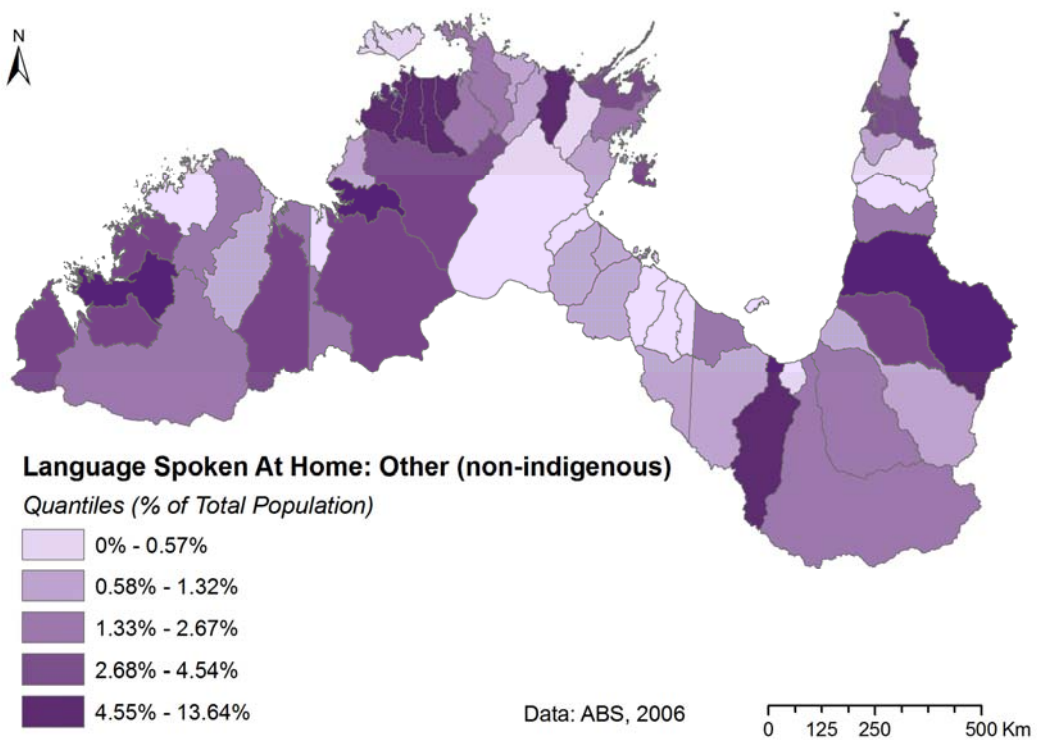 N
Language Spoken At Home: Other (non-indigenous)
Quantiles (% of Total Population)
0% - 0.57%
0.58% - 1.32%
1.33% - 2.67%
2.68% - 4.54%
4.55% - 13.64%
Data: ABS, 2006
0 125 250 500 Km